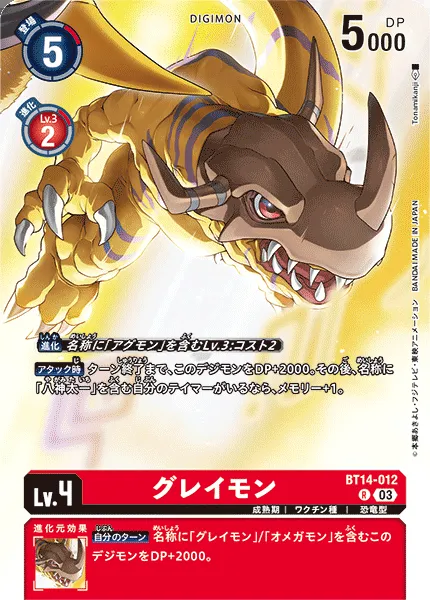 DIGIMON
登場
5
DP
5000
進化
Lv.3
2
Tonamikanji
©本郷あきよし・フジテレビ・東映アニメーション BANDAI MADE IN JAPAN
進化 名称に「アグモン」を含むLv.3:コスト2
アタック時 ターン終了まで、このデジモンをDP+2000。その後、名称に
「八神太一」を含む自分のテイマーがいるなら、メモリー+1。
BT14-012
Lv.4
グレイモン
R 03
成熟期 | ワクチン種 | 恐竜型
進化元効果
自分のターン 名称に「グレイモン」/「オメガモン」を含むこの
デジモンをDP+2000。